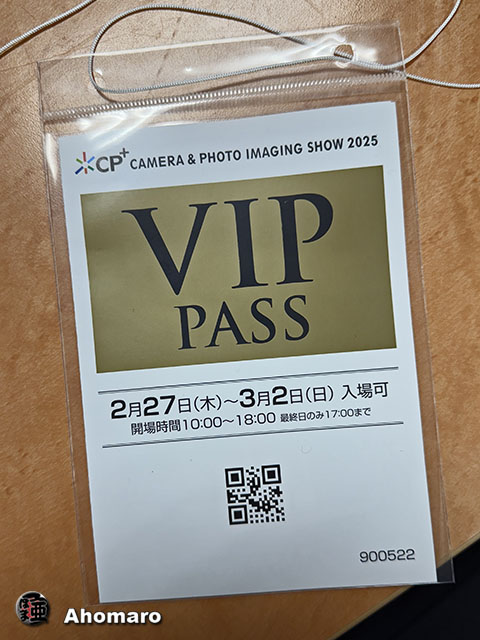 CP+ CAMERA & PHOTO IMAGING SHOW 2025
VIP
PASS
2月27日(木)〜3月2日(日) 入場可
開場時間10:00〜18:00 最終日のみ17:00まで
900522
Ahomaro